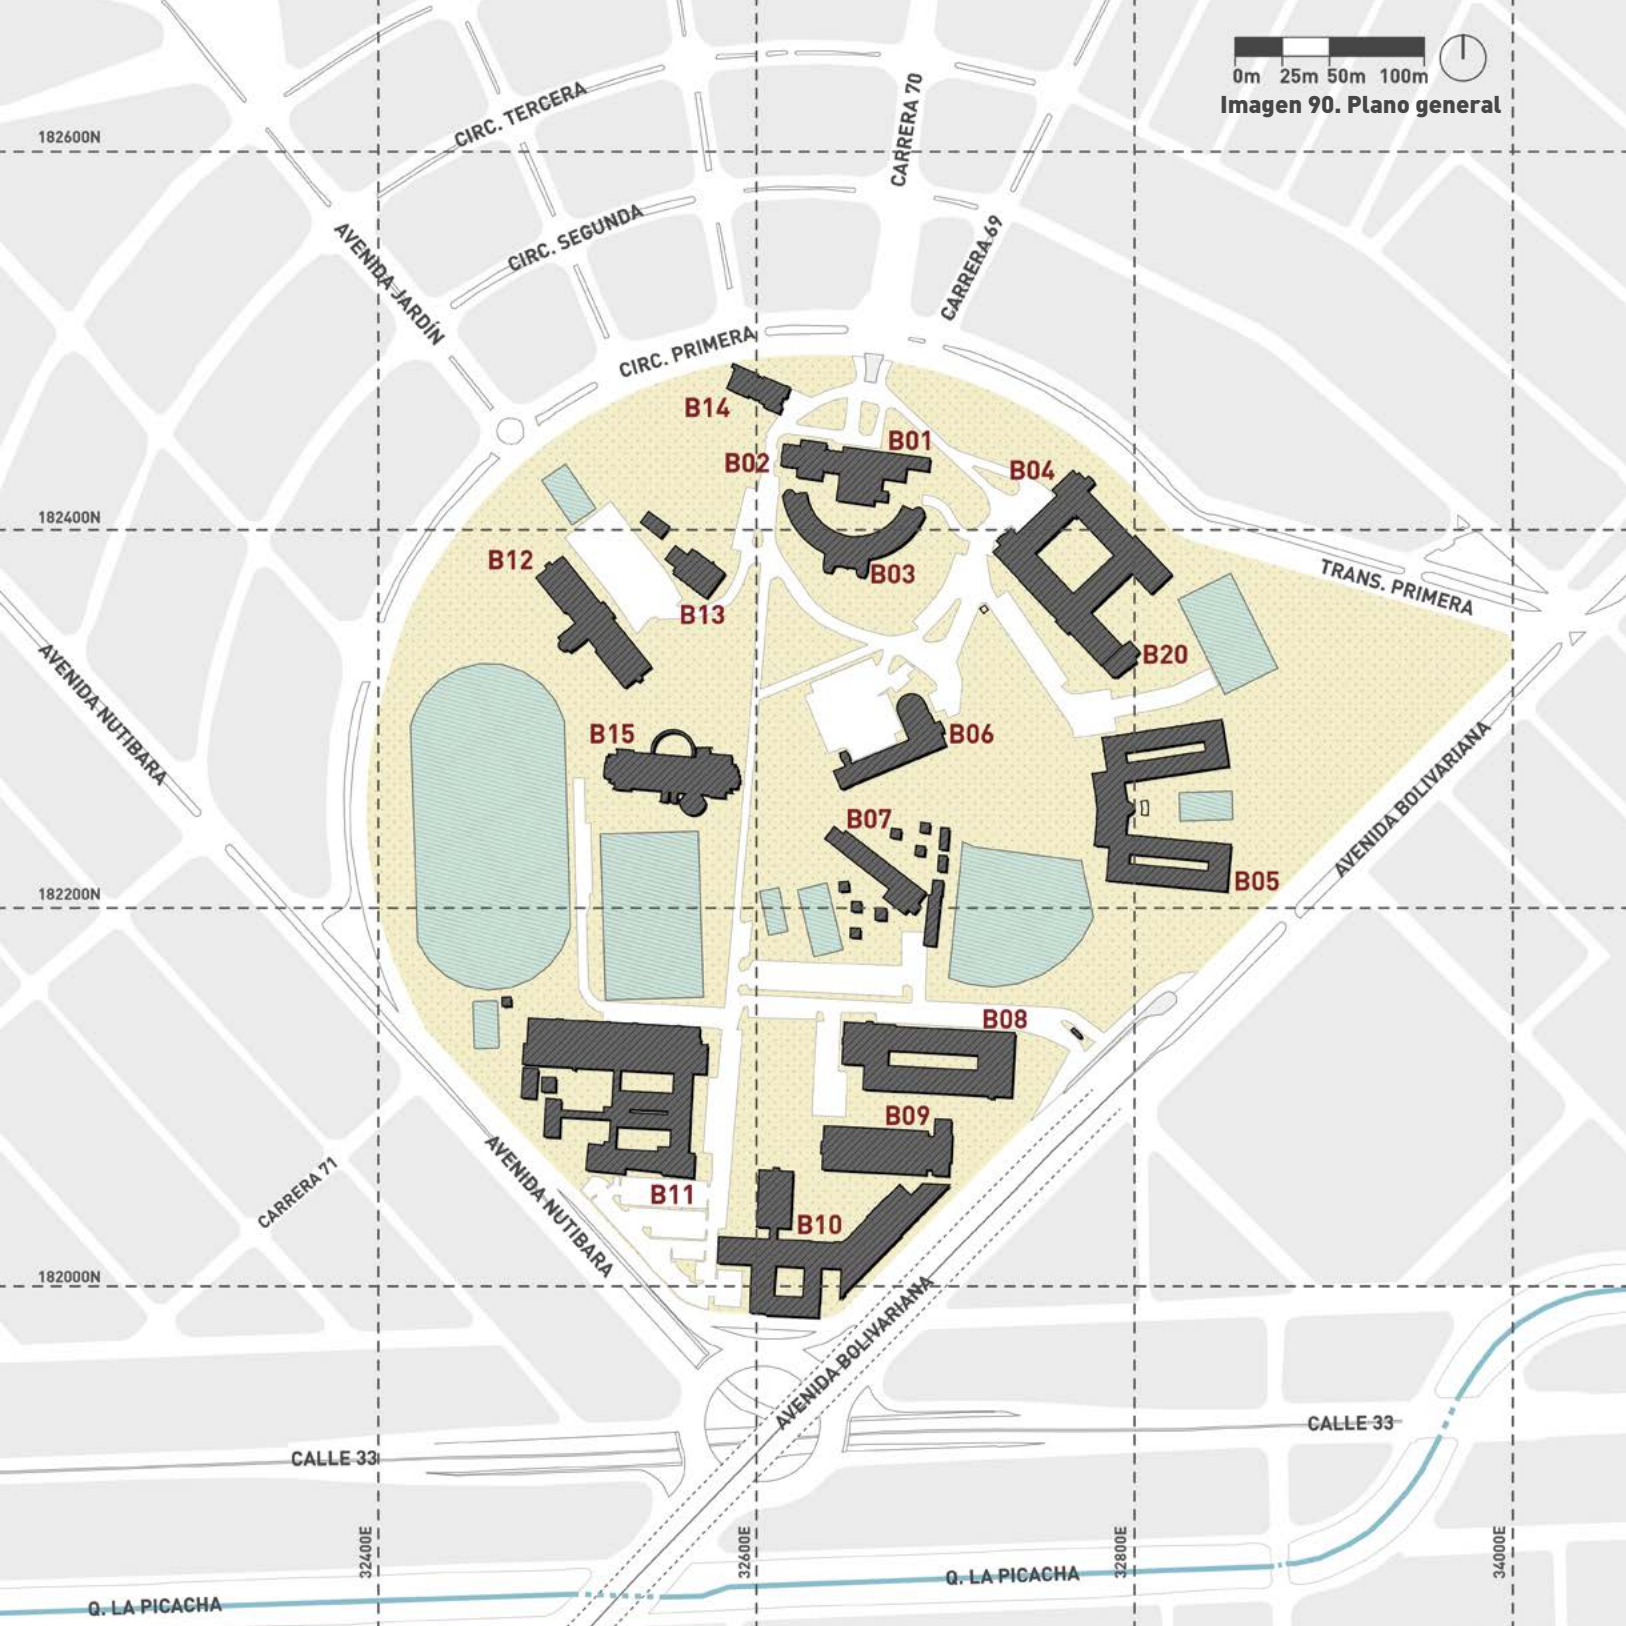 0m 25m 50m 100m
Imagen 90. Plano general
CARRERA 70
CIRC. TERCERA
182600N
CIRC. SEGUNDA
AVENIDA JARDÍN
CARRERA 69
CIRC. PRIMERA
B14
B01
B02
B04
182400N
B12
B03
TRANS. PRIMERA
B13
B20
AVENIDA NUTIBARA
B15
B06
AVENIDA BOLIVARIANA
B07
B05
182200N
B08
B09
AVENIDA NUTIBARA
CARRERA 71
B11
B10
182000N
AVENIDA BOLIVARIANA
CALLE 33
CALLE 33
32400E
32600E
32800E
34000E
Q. LA PICACHA
Q. LA PICACHA